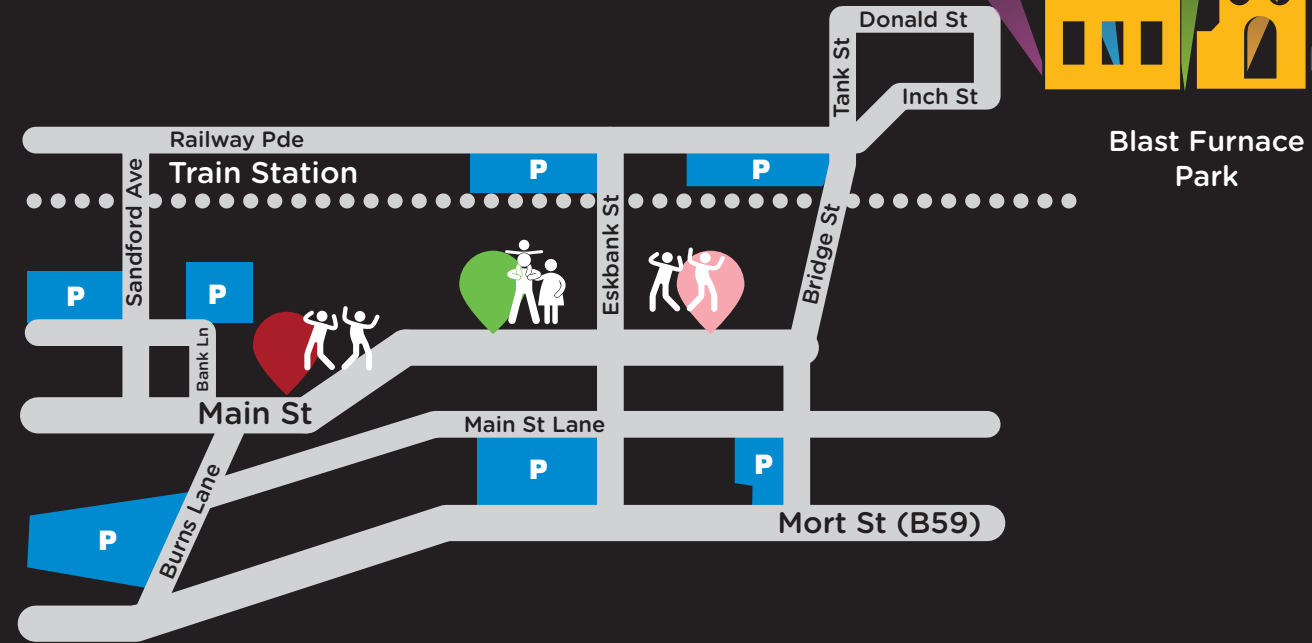 Donald St
Tank St
Inch St
Blast Furnace
Park
Railway Pde
Train Station
P
P
Sandford Ave
Eskbank St
Bridge St
P
P
Bank Ln
Main St
Main St Lane
P
P
Burns Lane
P
Mort St (B59)